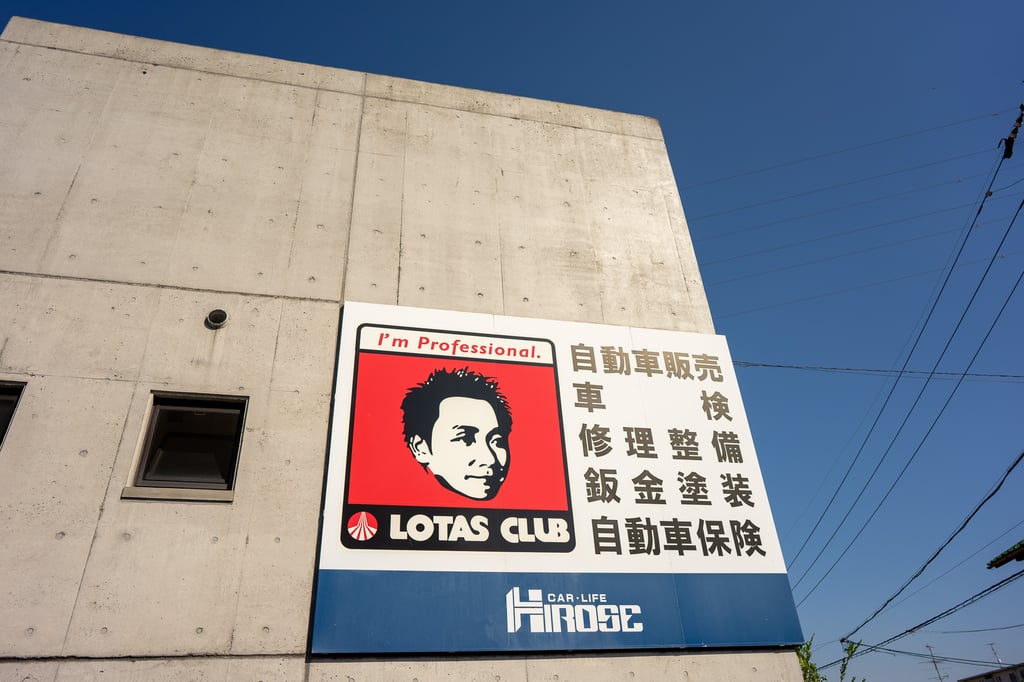 I'm Professional.
LOTAS CLUB
自動車販売
車 検
修理整備
鈑金塗装
自動車保険
CAR・LIFE
HIROSE